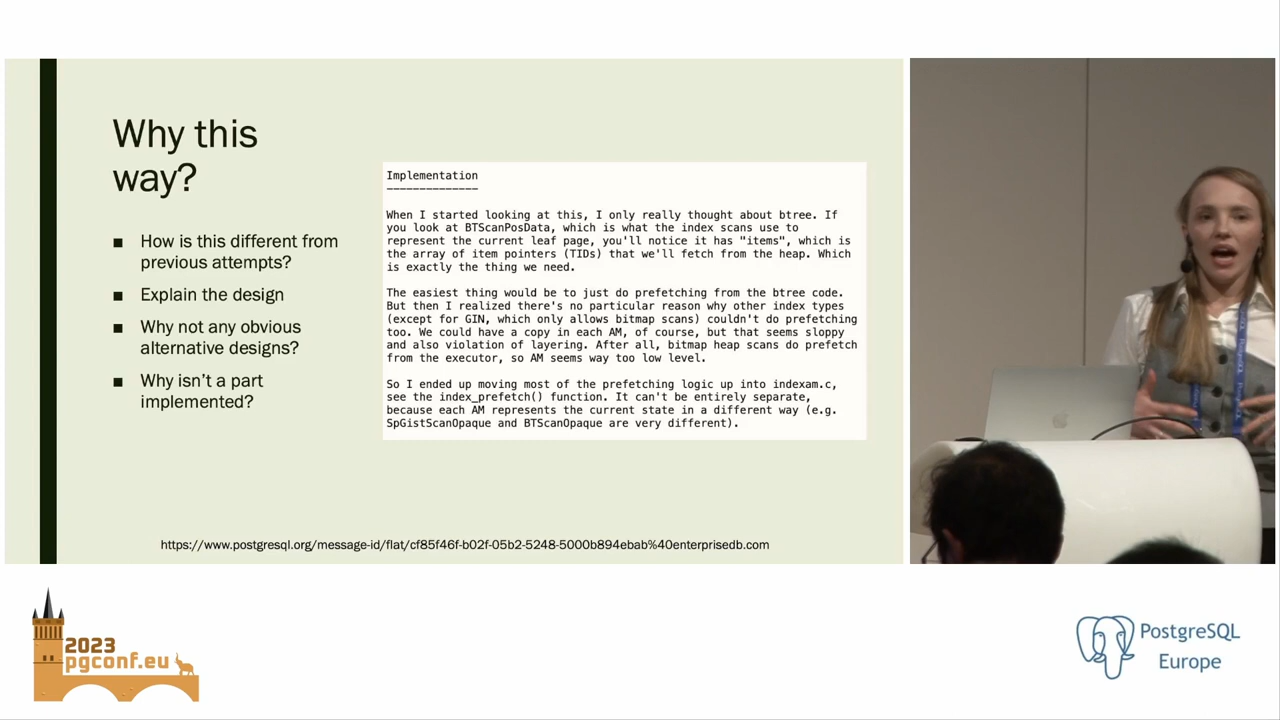 Why this
way?
■ How is this different from
previous attempts?
■ Explain the design
■ Why not any obvious
alternative designs?
■ Why isn't a part
implemented?
Implementation
--------------
When I started looking at this, I only really thought about btree. If
you look at BTScanPosData, which is what the index scans use to
represent the current leaf page, you'll notice it has "items", which is
the array of item pointers (TIDs) that we'll fetch from the heap. Which
is exactly the thing we need.
The easiest thing would be to just do prefetching from the btree code.
But then I realized there's no particular reason why other index types
(except for GIN, which only allows bitmap scans) couldn't do prefetching
too. We could have a copy in each AM, of course, but that seems sloppy
and also violation of layering. After all, bitmap heap scans do prefetch
from the executor, so AM seems way too low level.
So I ended up moving most of the prefetching logic up into indexam.c,
see the index_prefetch() function. It can't be entirely separate,
because each AM represents the current state in a different way (e.g.
SpGistScanOpaque and BTScanOpaque are very different).
https://www.postgresql.org/message-id/flat/cf85f46f-b02f-05b2-5248-5000b894ebab%40enterprisedb.com
2023
pgconf.eu
PostgreSQL
Europe